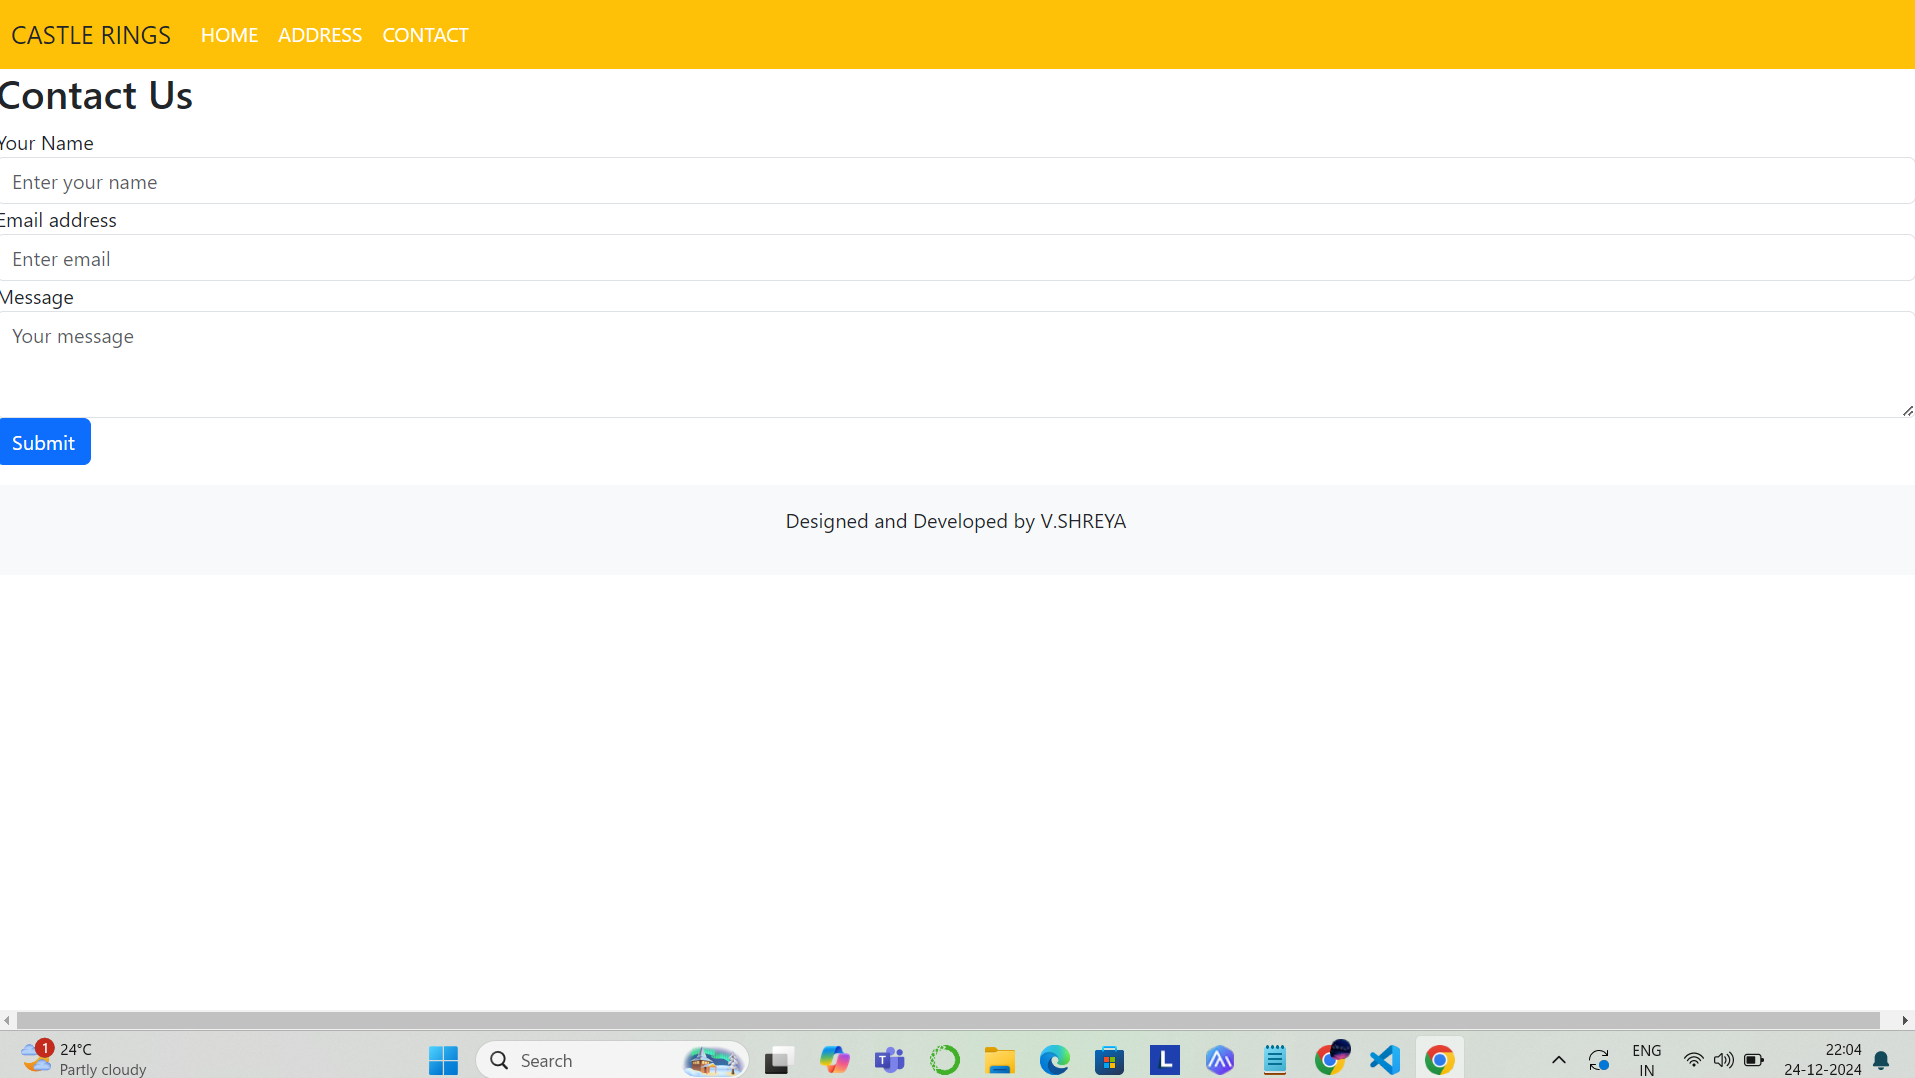 CASTLE RINGS HOME ADDRESS CONTACT
Contact Us
Your Name
Enter your name
Email address
Enter email
Message
Your message
Submit
Designed and Developed by V.SHREYA
1
24°C
Partly cloudy
Search
L
ENG
IN
22:04
24-12-2024